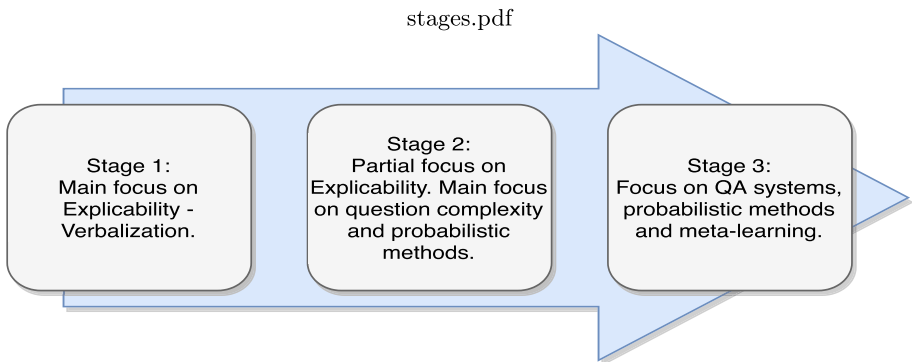 stages.pdf
Stage 1:
Main focus on
Explicability -
Verbalization.
Stage 2:
Partial focus on
Explicability. Main focus
on question complexity
and probabilistic
methods.
Stage 3:
Focus on QA systems,
probabilistic methods
and meta-learning.